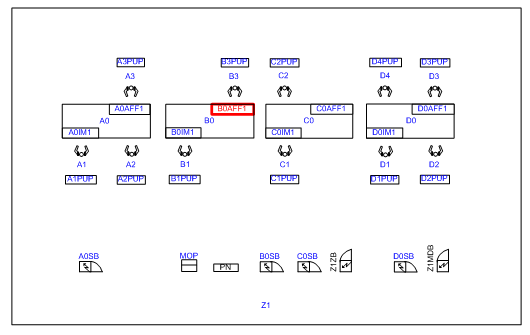 A3PUP B3PUP C2PUP D4PUP D3PUP
A3 B3 C2 D4 D3
A0AFF1 B0AFF1 C0AFF1 D0AFF1
A0 B0 C0 D0
A0IM1 B0IM1 C0IM1 D0IM1
A1 A2 B1 C1 D1 D2
A1PUP A2PUP B1PUP C1PUP D1PUP D2PUP
A0SB MOP B0SB C0SB Z1ZB D0SB Z1MDB
PN
Z1